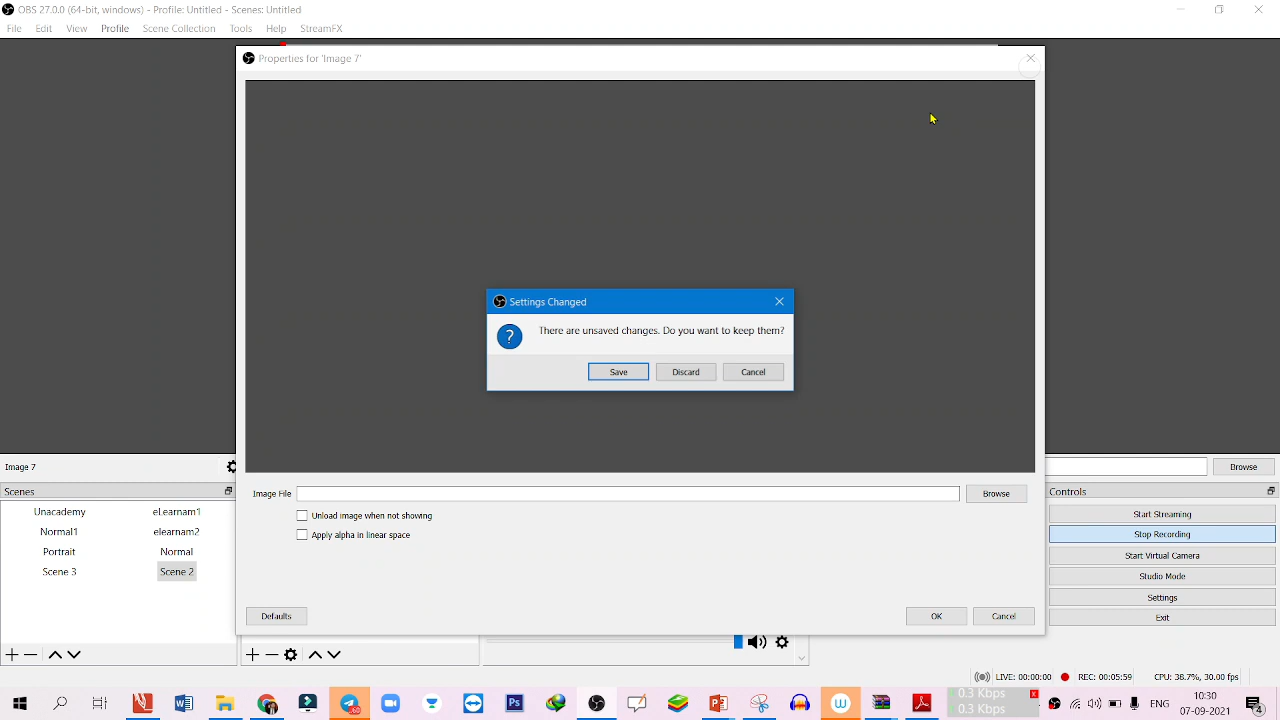 OBS 27.0.0 (64-bit, windows) - Profile: Untitled - Scenes: Untitled
File Edit View Profile Scene Collection Tools Help StreamFX
Properties for 'Image 7'
Settings Changed
There are unsaved changes. Do you want to keep them?
Save Discard Cancel
Image 7
Browse
Image File Browse
Unload image when not showing
Apply alpha in linear space
Defaults OK Cancel
Scenes
Unacademy eLearnam1
Normal1 elearnam2
Portrait Normal
Scene 3 Scene 2
Controls
Start Streaming
Stop Recording
Start Virtual Camera
Studio Mode
Settings
Exit
LIVE: 00:00:00 REC: 00:05:59 CPU: 38.7%, 30.00 fps
0.3 Kbps
0.3 Kbps
ENG
10:30
07-09-2021